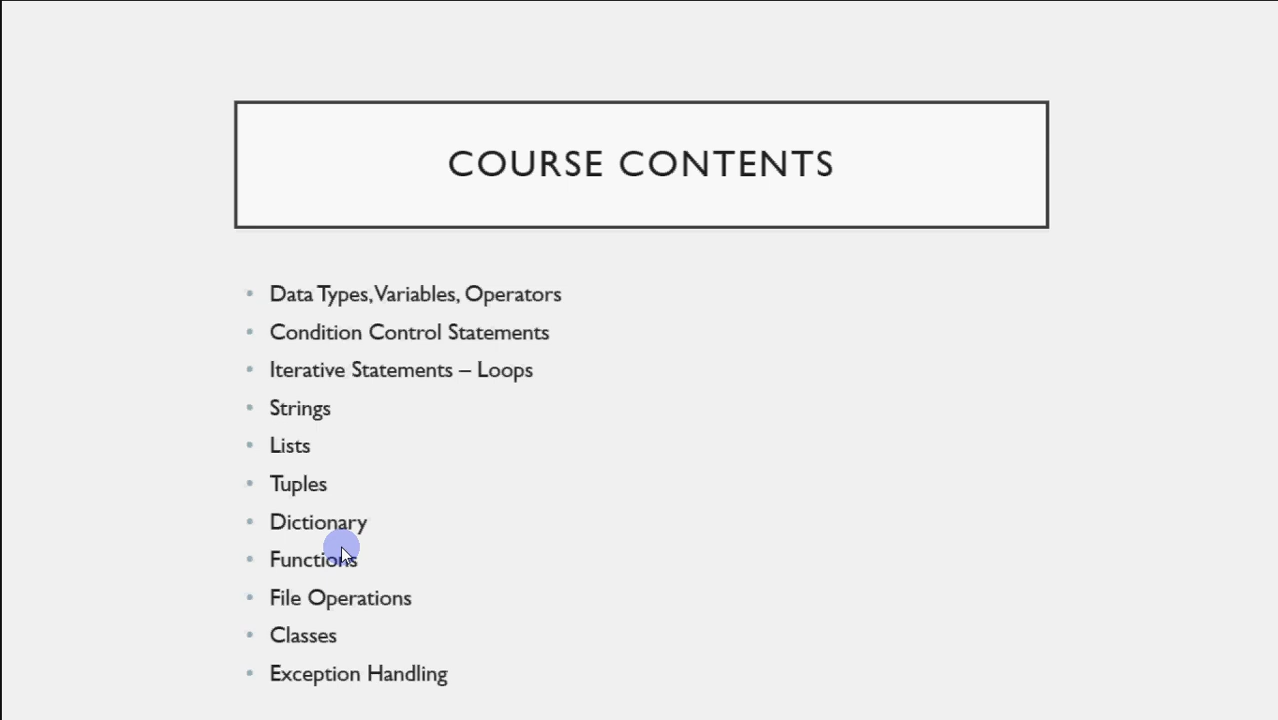 COURSE CONTENTS
• Data Types, Variables, Operators
• Condition Control Statements
• Iterative Statements – Loops
• Strings
• Lists
• Tuples
• Dictionary
• Functions
• File Operations
• Classes
• Exception Handling